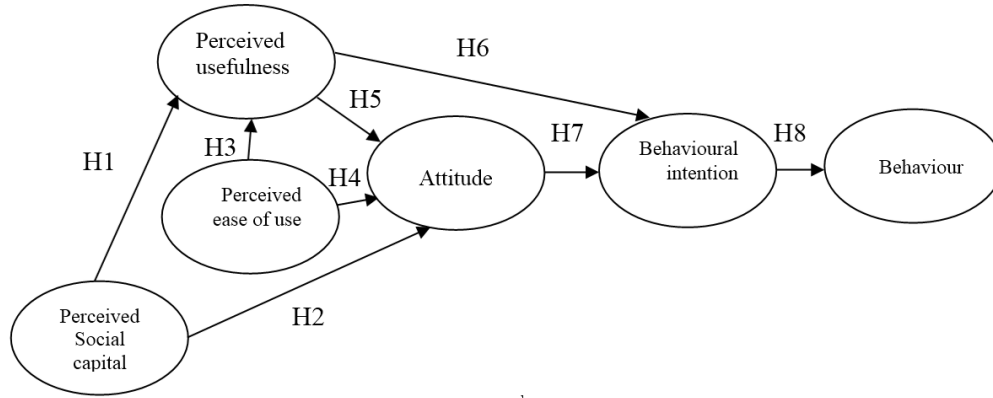 Perceived
usefulness
H6
H5
H1
H3
H4
H7
H8
Perceived
ease of use
Attitude
Behavioural
intention
Behaviour
H2
Perceived
Social
capital